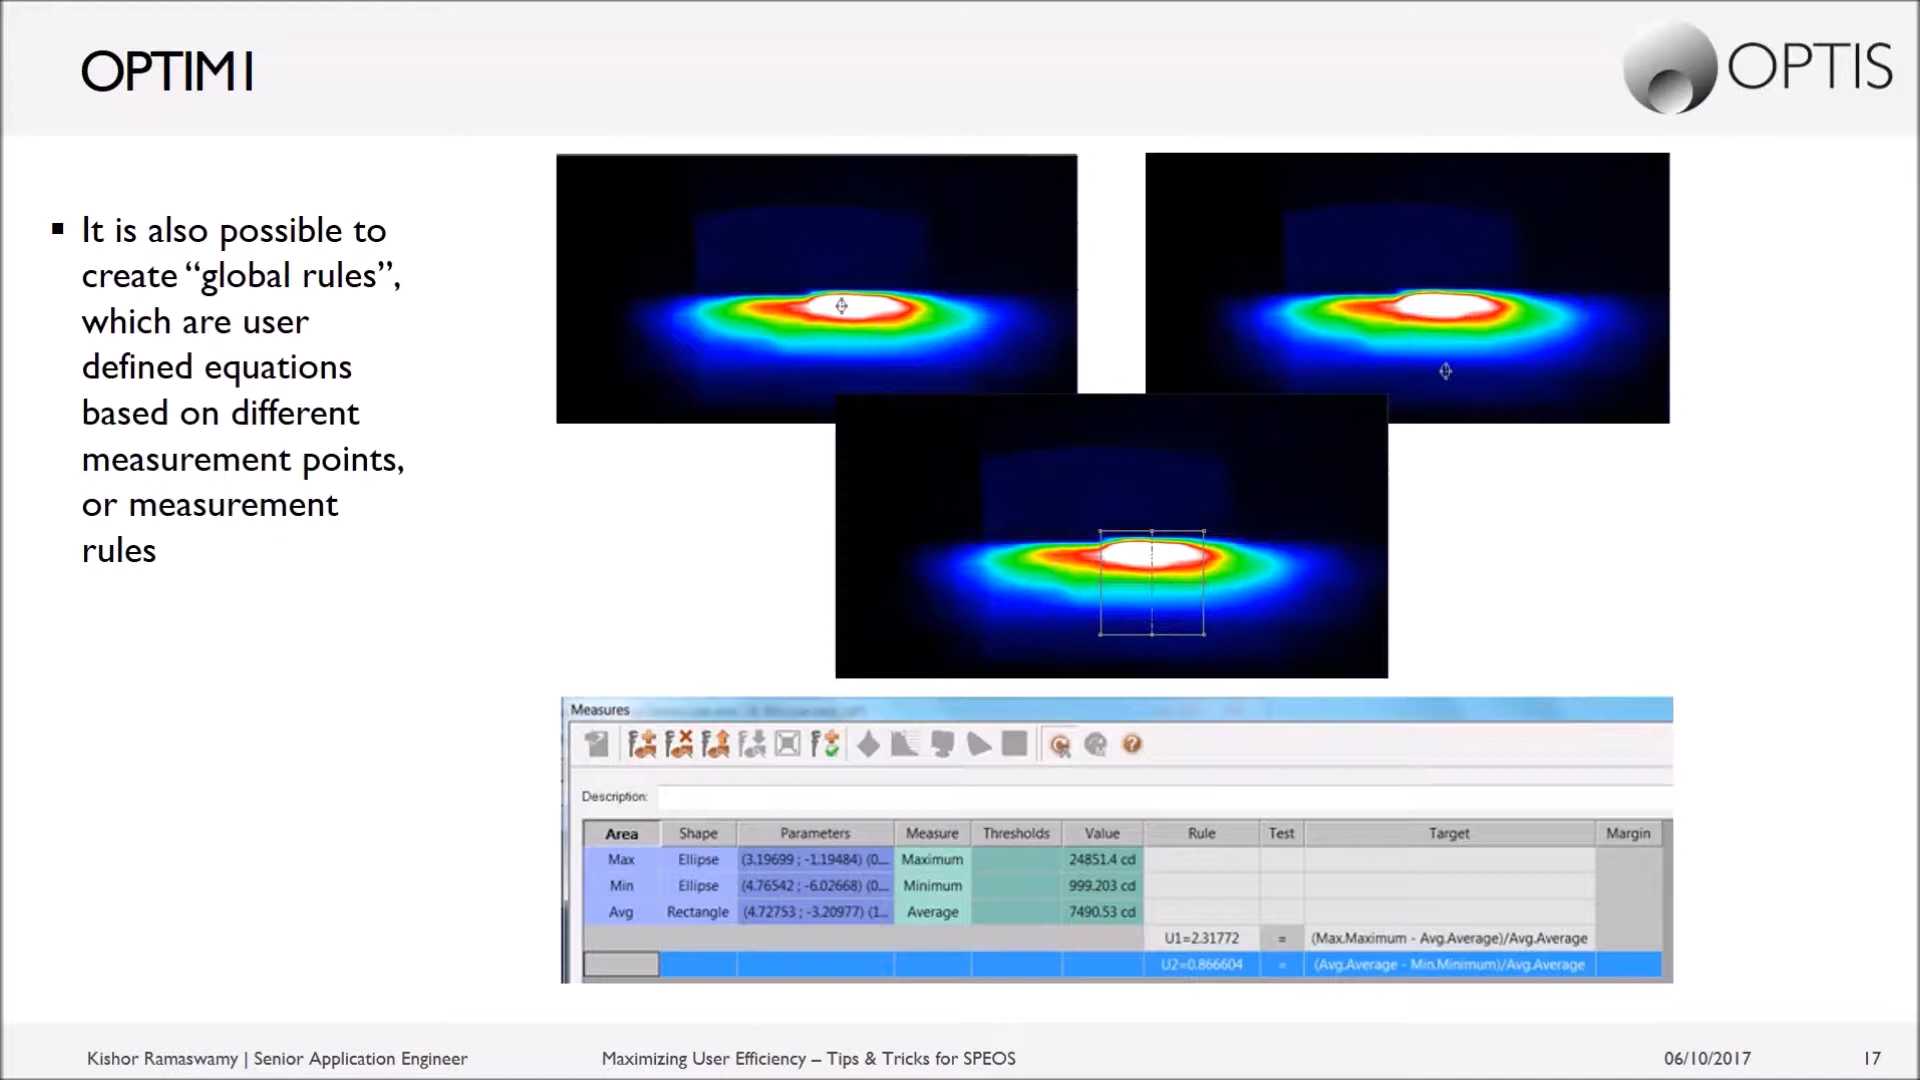 OPTIM1
OPTIS
▪ It is also possible to
create “global rules”,
which are user
defined equations
based on different
measurement points,
or measurement
rules
Measures
Description:
Area Shape Parameters Measure Thresholds Value Rule Test Target Margin
Max Ellipse (3.19699 ; -1.19484) (0... Maximum 24851.4 cd
Min Ellipse (4.76542 ; -6.02668) (0... Minimum 999.203 cd
Avg Rectangle (4.72753 ; -3.20977) (1... Average 7490.53 cd
U1=2.31772 = (Max.Maximum - Avg.Average)/Avg.Average
U2=0.866604 = (Avg.Average - Min.Minimum)/Avg.Average
Kishor Ramaswamy | Senior Application Engineer Maximizing User Efficiency – Tips & Tricks for SPEOS 06/10/2017 17